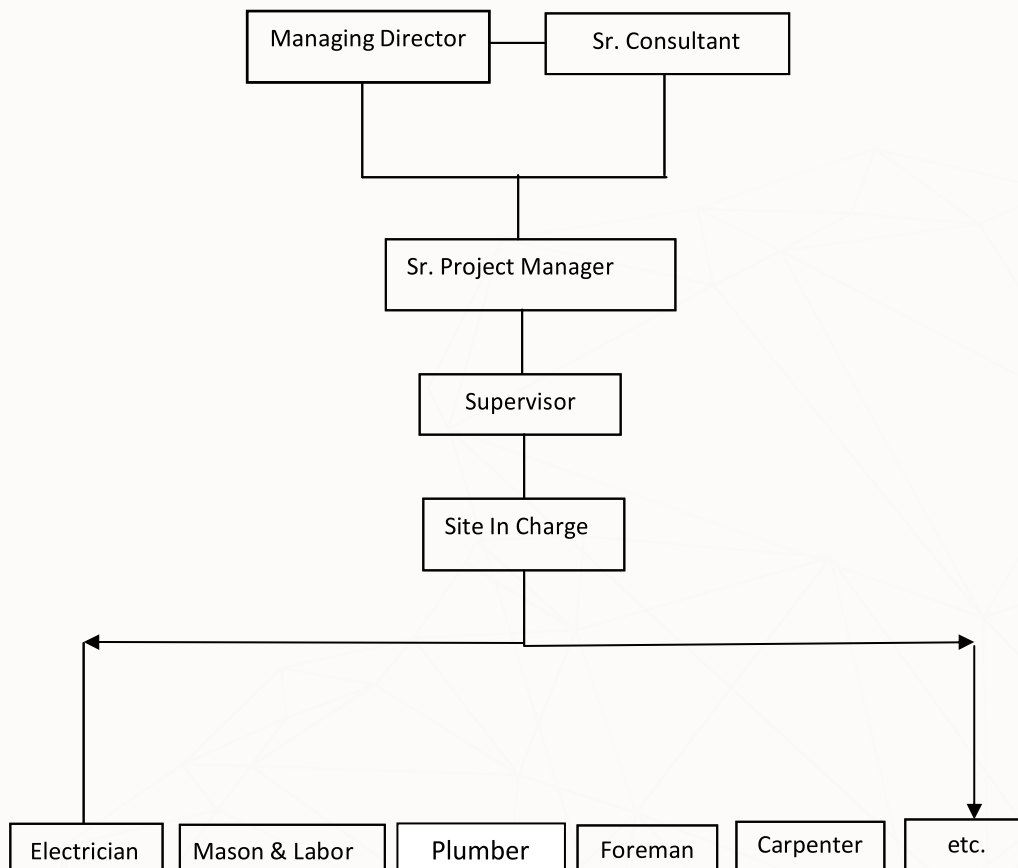 Managing Director
Sr. Consultant
Sr. Project Manager
Supervisor
Site In Charge
Electrician
Mason & Labor
Plumber
Foreman
Carpenter
etc.